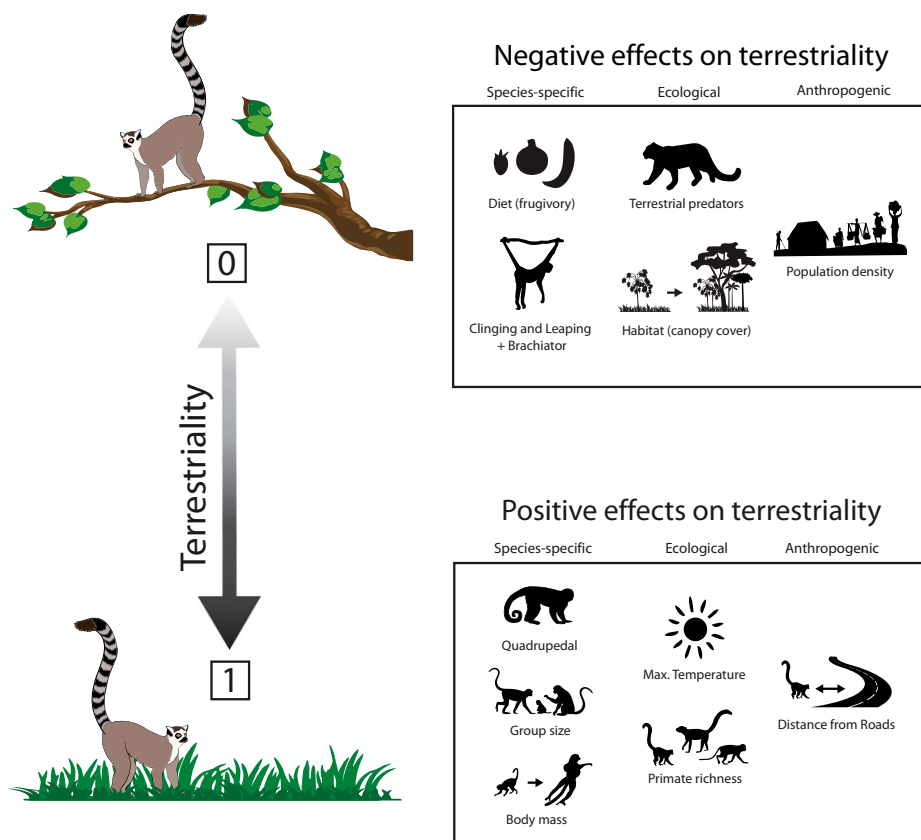 Negative effects on terrestriality
Species-specific
Ecological
Anthropogenic
Diet (frugivory)
Terrestrial predators
Population density
Clinging and Leaping
+ Brachiator
Habitat (canopy cover)
0
Terrestriality
1
Positive effects on terrestriality
Species-specific
Ecological
Anthropogenic
Quadrupedal
Max. Temperature
Group size
Distance from Roads
Primate richness
Body mass